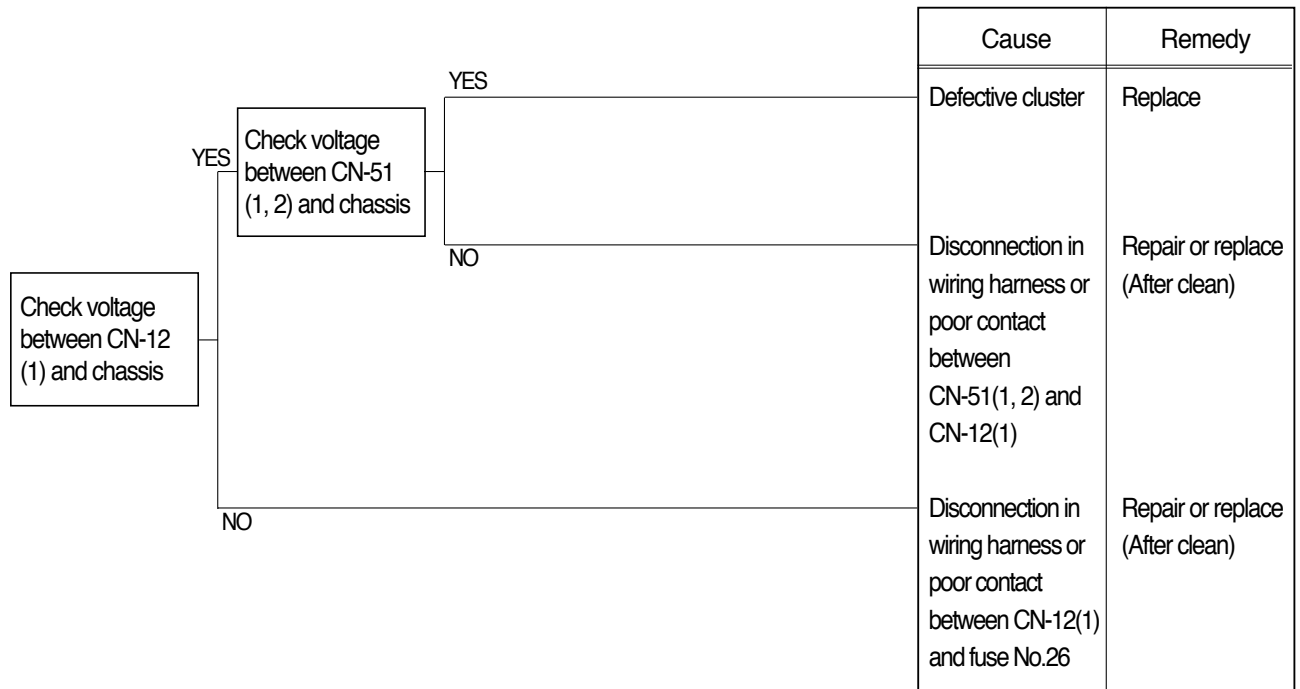 Cause
Remedy
YES
Defective cluster
Replace
YES
Check voltage
between CN-51
(1, 2) and chassis
NO
Disconnection in
wiring harness or
poor contact
between
CN-51(1, 2) and
CN-12(1)
Repair or replace
(After clean)
Check voltage
between CN-12
(1) and chassis
NO
Disconnection in
wiring harness or
poor contact
between CN-12(1)
and fuse No.26
Repair or replace
(After clean)